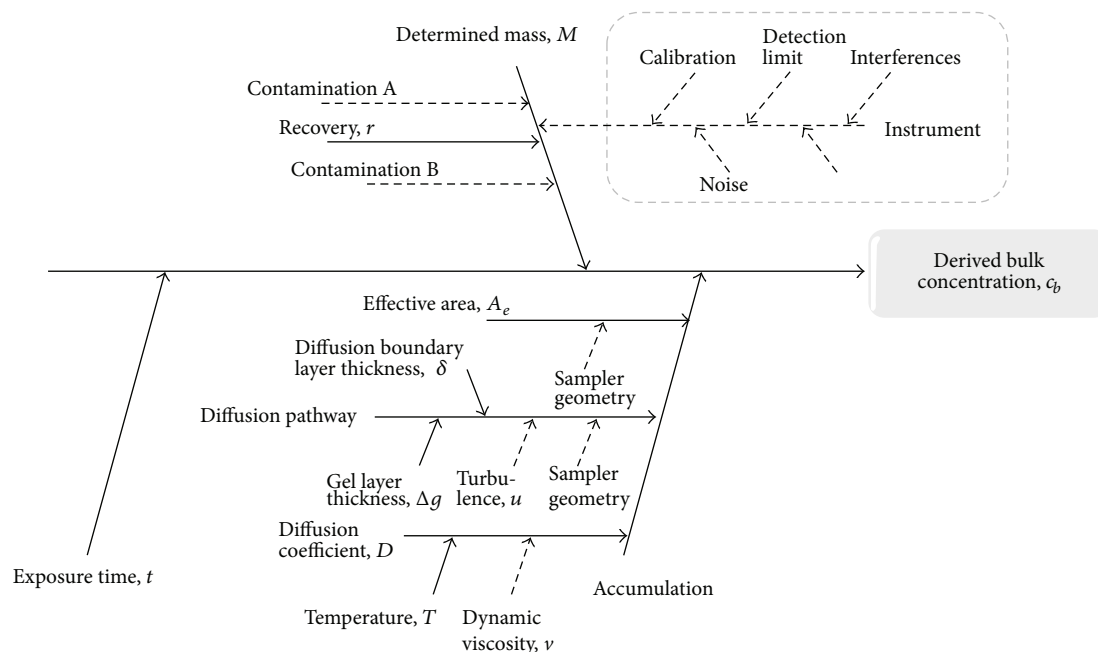 Determined mass, M
Contamination A
Recovery, r
Contamination B
Calibration
Detection
limit
Interferences
Instrument
Noise
Derived bulk
concentration, c_b
Effective area, A_e
Diffusion boundary
layer thickness, δ
Sampler
geometry
Diffusion pathway
Gel layer
thickness, Δg
Turbu-
lence, u
Sampler
geometry
Diffusion
coefficient, D
Exposure time, t
Accumulation
Temperature, T
Dynamic
viscosity, ν